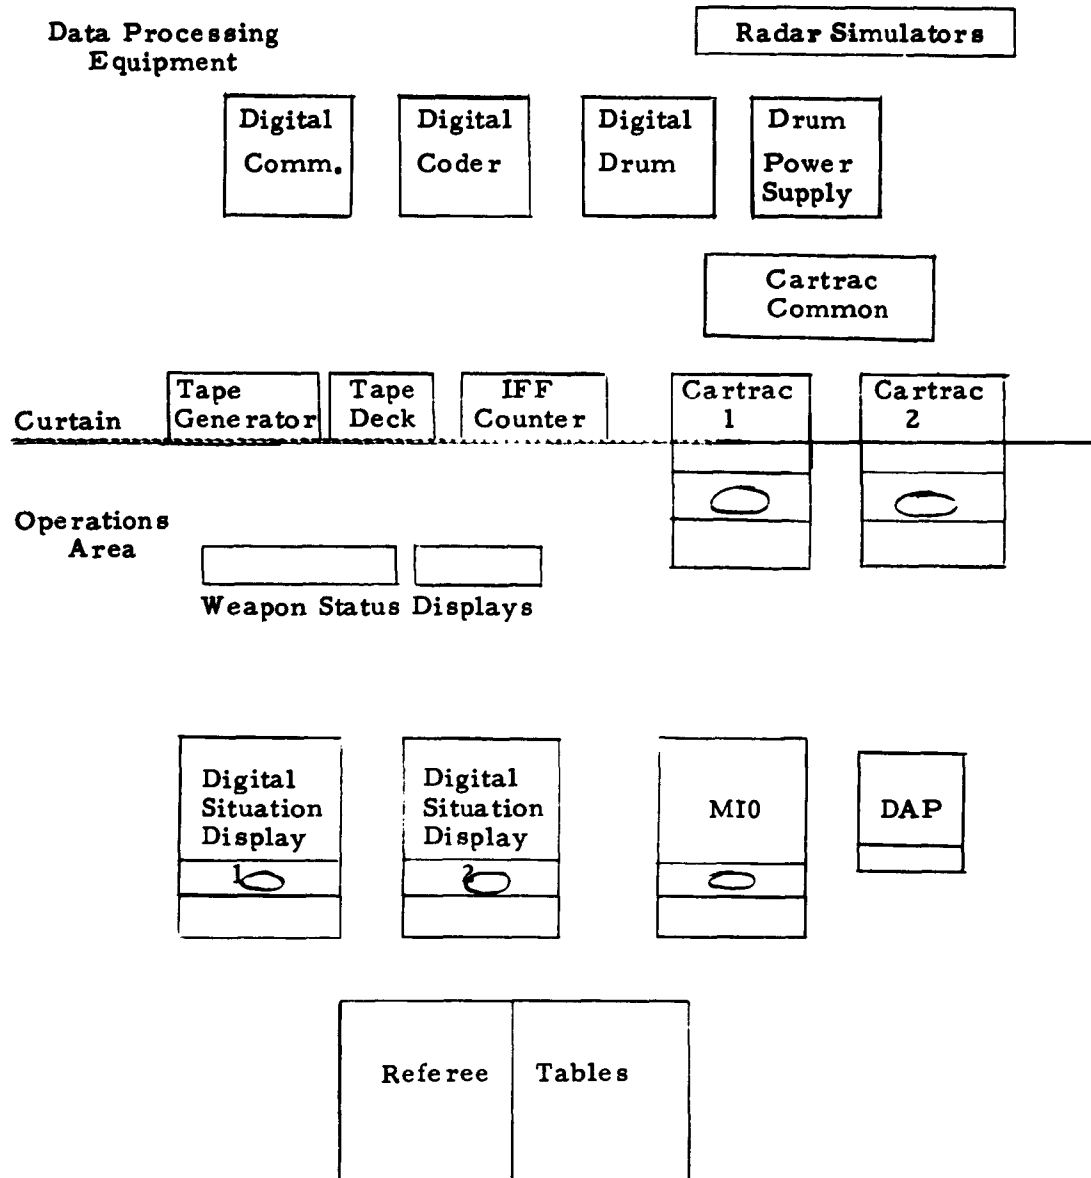 Data Processing
Equipment
Radar Simulators
Digital
Comm.
Digital
Coder
Digital
Drum
Drum
Power
Supply
Cartrac
Common
Curtain
Tape
Generator
Tape
Deck
IFF
Counter
Cartrac
1
Cartrac
2
Operations
Area
Weapon Status Displays
Digital
Situation
Display
1
Digital
Situation
Display
2
MI0
DAP
Referee Tables